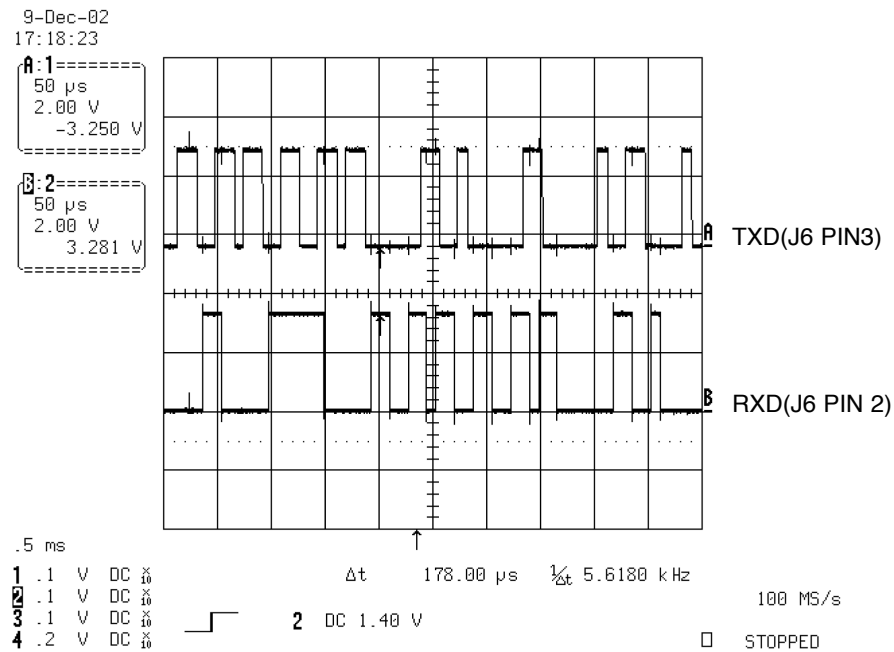 9-Dec-02
17:18:23
A:1
50 µs
2.00 V
-3.250 V
B:2
50 µs
2.00 V
3.281 V
A
TXD(J6 PIN3)
B
RXD(J6 PIN 2)
.5 ms
1 .1 V DC X10
2 .1 V DC X10
3 .1 V DC X10
4 .2 V DC X10
Δt 178.00 µs 1/Δt 5.6180 kHz
2 DC 1.40 V
100 MS/s
STOPPED